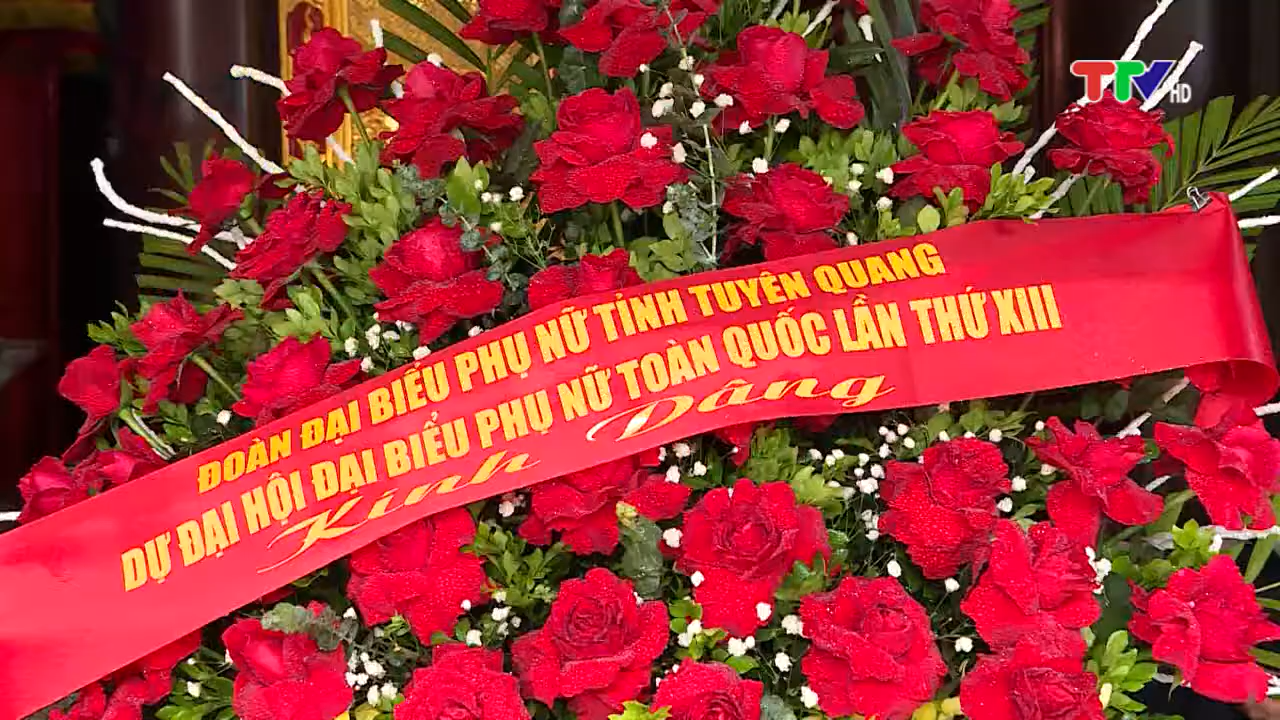 TTV HD
ĐOÀN ĐẠI BIỂU PHỤ NỮ TỈNH TUYÊN QUANG
DỰ ĐẠI HỘI ĐẠI BIỂU PHỤ NỮ TOÀN QUỐC LẦN THỨ XIII
Kính Dâng